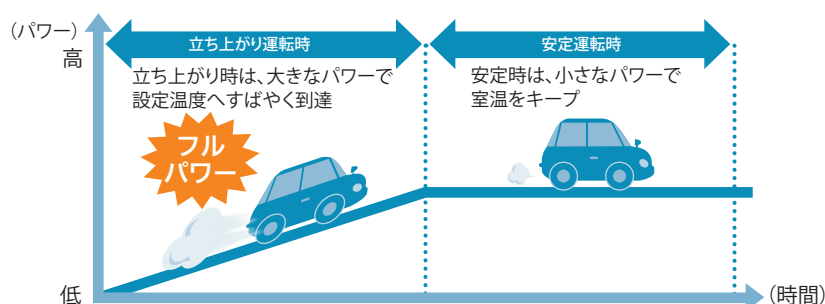 （パワー）
高
立ち上がり運転時
安定運転時
立ち上がり時は、大きなパワーで
設定温度へすばやく到達
安定時は、小さなパワーで
室温をキープ
フル
パワー
低
（時間）